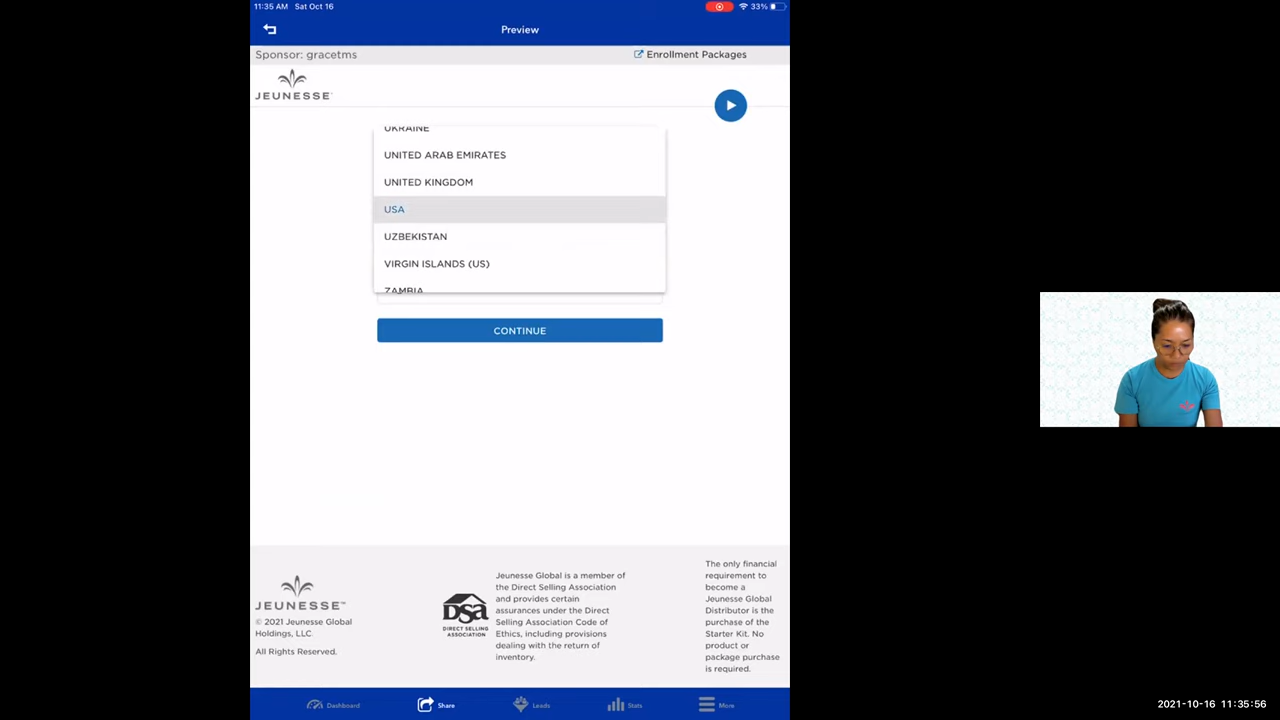 11:35 AM Sat Oct 16
33%
Preview
Sponsor: gracetms
Enrollment Packages
JEUNESSE
UKRAINE
UNITED ARAB EMIRATES
UNITED KINGDOM
USA
UZBEKISTAN
VIRGIN ISLANDS (US)
ZAMBIA
CONTINUE
JEUNESSE™
© 2021 Jeunesse Global
Holdings, LLC.
All Rights Reserved.
DSA
DIRECT SELLING
ASSOCIATION
Jeunesse Global is a member of
the Direct Selling Association
and provides certain
assurances under the Direct
Selling Association Code of
Ethics, including provisions
dealing with the return of
inventory.
The only financial
requirement to
become a
Jeunesse Global
Distributor is the
purchase of the
Starter Kit. No
product or
package purchase
is required.
Dashboard
Share
Leads
Stats
More
2021-10-16 11:35:56